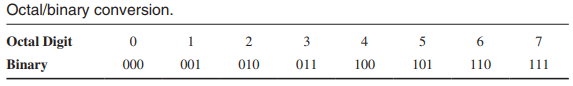 Octal/binary conversion.
Octal Digit 0 1 2 3 4 5 6 7
Binary 000 001 010 011 100 101 110 111